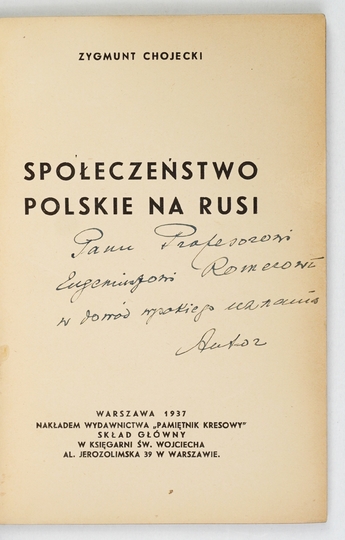 ZYGMUNT CHOJECKI
SPOŁECZEŃSTWO
POLSKIE NA RUSI
Panu Profesorowi
Eugeniuszowi Romerowi
w dowód wysokiego uznania
Autor
WARSZAWA 1937
NAKŁADEM WYDAWNICTWA „PAMIĘTNIK KRESOWY"
SKŁAD GŁÓWNY
W KSIĘGARNI ŚW. WOJCIECHA
AL. JEROZOLIMSKA 39 W WARSZAWIE.